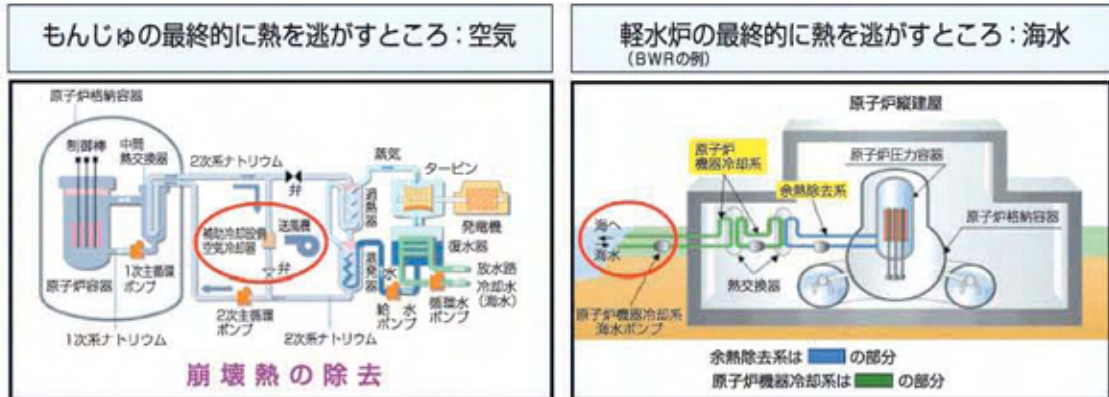 もんじゅの最終的に熱を逃がすところ：空気
原子炉格納容器
制御棒
中間
熱交換器
2次系ナトリウム
弁
蒸気
タービン
過熱器
発電機
補助冷却設備
空気冷却器
送風機
復水器
弁
蒸発器
水
放水路
冷却水
(海水)
1次主循環
ポンプ
原子炉容器
2次主循環
ポンプ
給水
ポンプ
循環水
ポンプ
1次系ナトリウム
2次系ナトリウム
崩壊熱の除去
軽水炉の最終的に熱を逃がすところ：海水
(BWRの例)
原子炉縦建屋
原子炉
機器冷却系
原子炉圧力容器
余熱除去系
原子炉格納容器
海へ
海水
熱交換器
原子炉機器冷却系
海水ポンプ
余熱除去系は の部分
原子炉機器冷却系は の部分